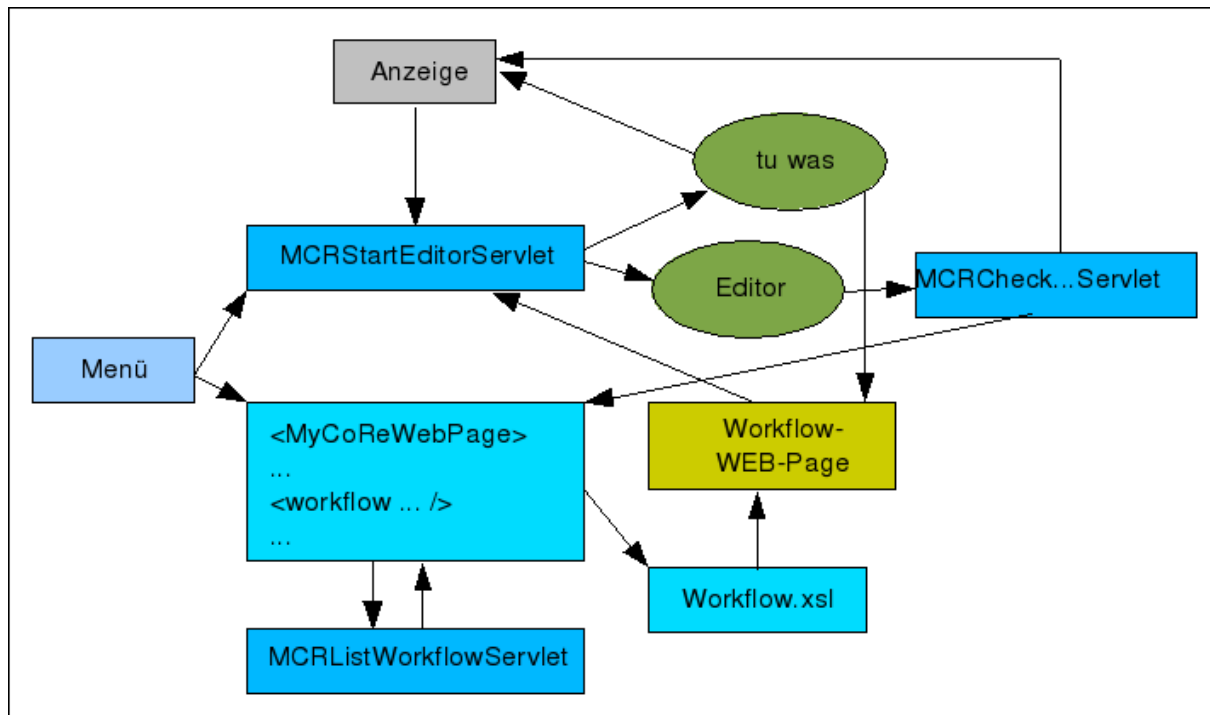 Anzeige
tu was
MCRStartEditorServlet
Editor
MCRCheck...Servlet
Menü
<MyCoReWebPage>
...
<workflow ... />
...
Workflow-
WEB-Page
Workflow.xsl
MCRListWorkflowServlet